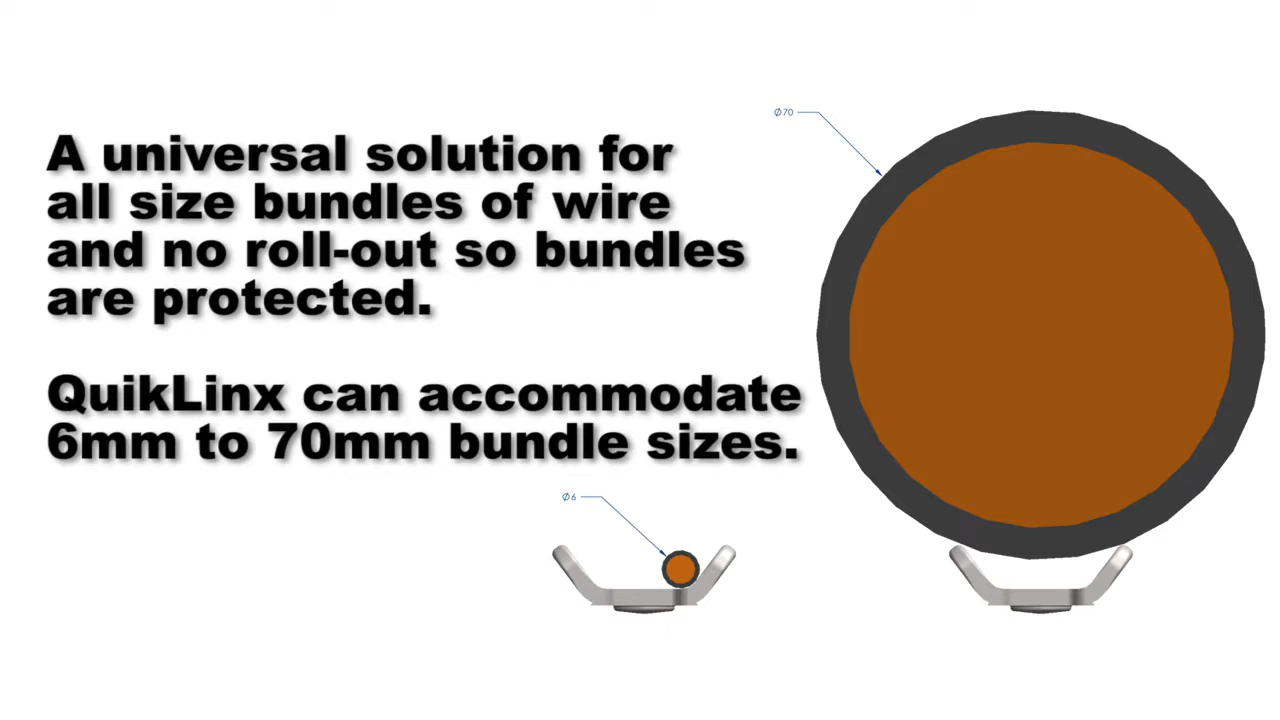 A universal solution for
all size bundles of wire
and no roll-out so bundles
are protected.
QuikLinx can accommodate
6mm to 70mm bundle sizes.
Ø70
Ø6